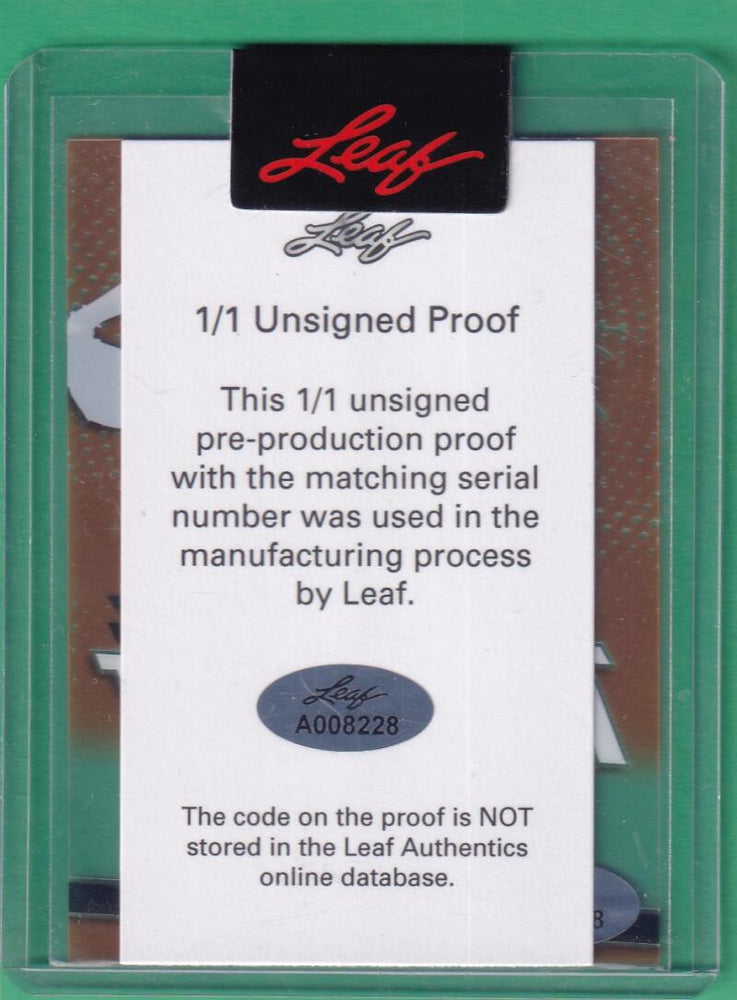 Leaf
Leaf
1/1 Unsigned Proof
This 1/1 unsigned
pre-production proof
with the matching serial
number was used in the
manufacturing process
by Leaf.
Leaf
A008228
The code on the proof is NOT
stored in the Leaf Authentics
online database.
8